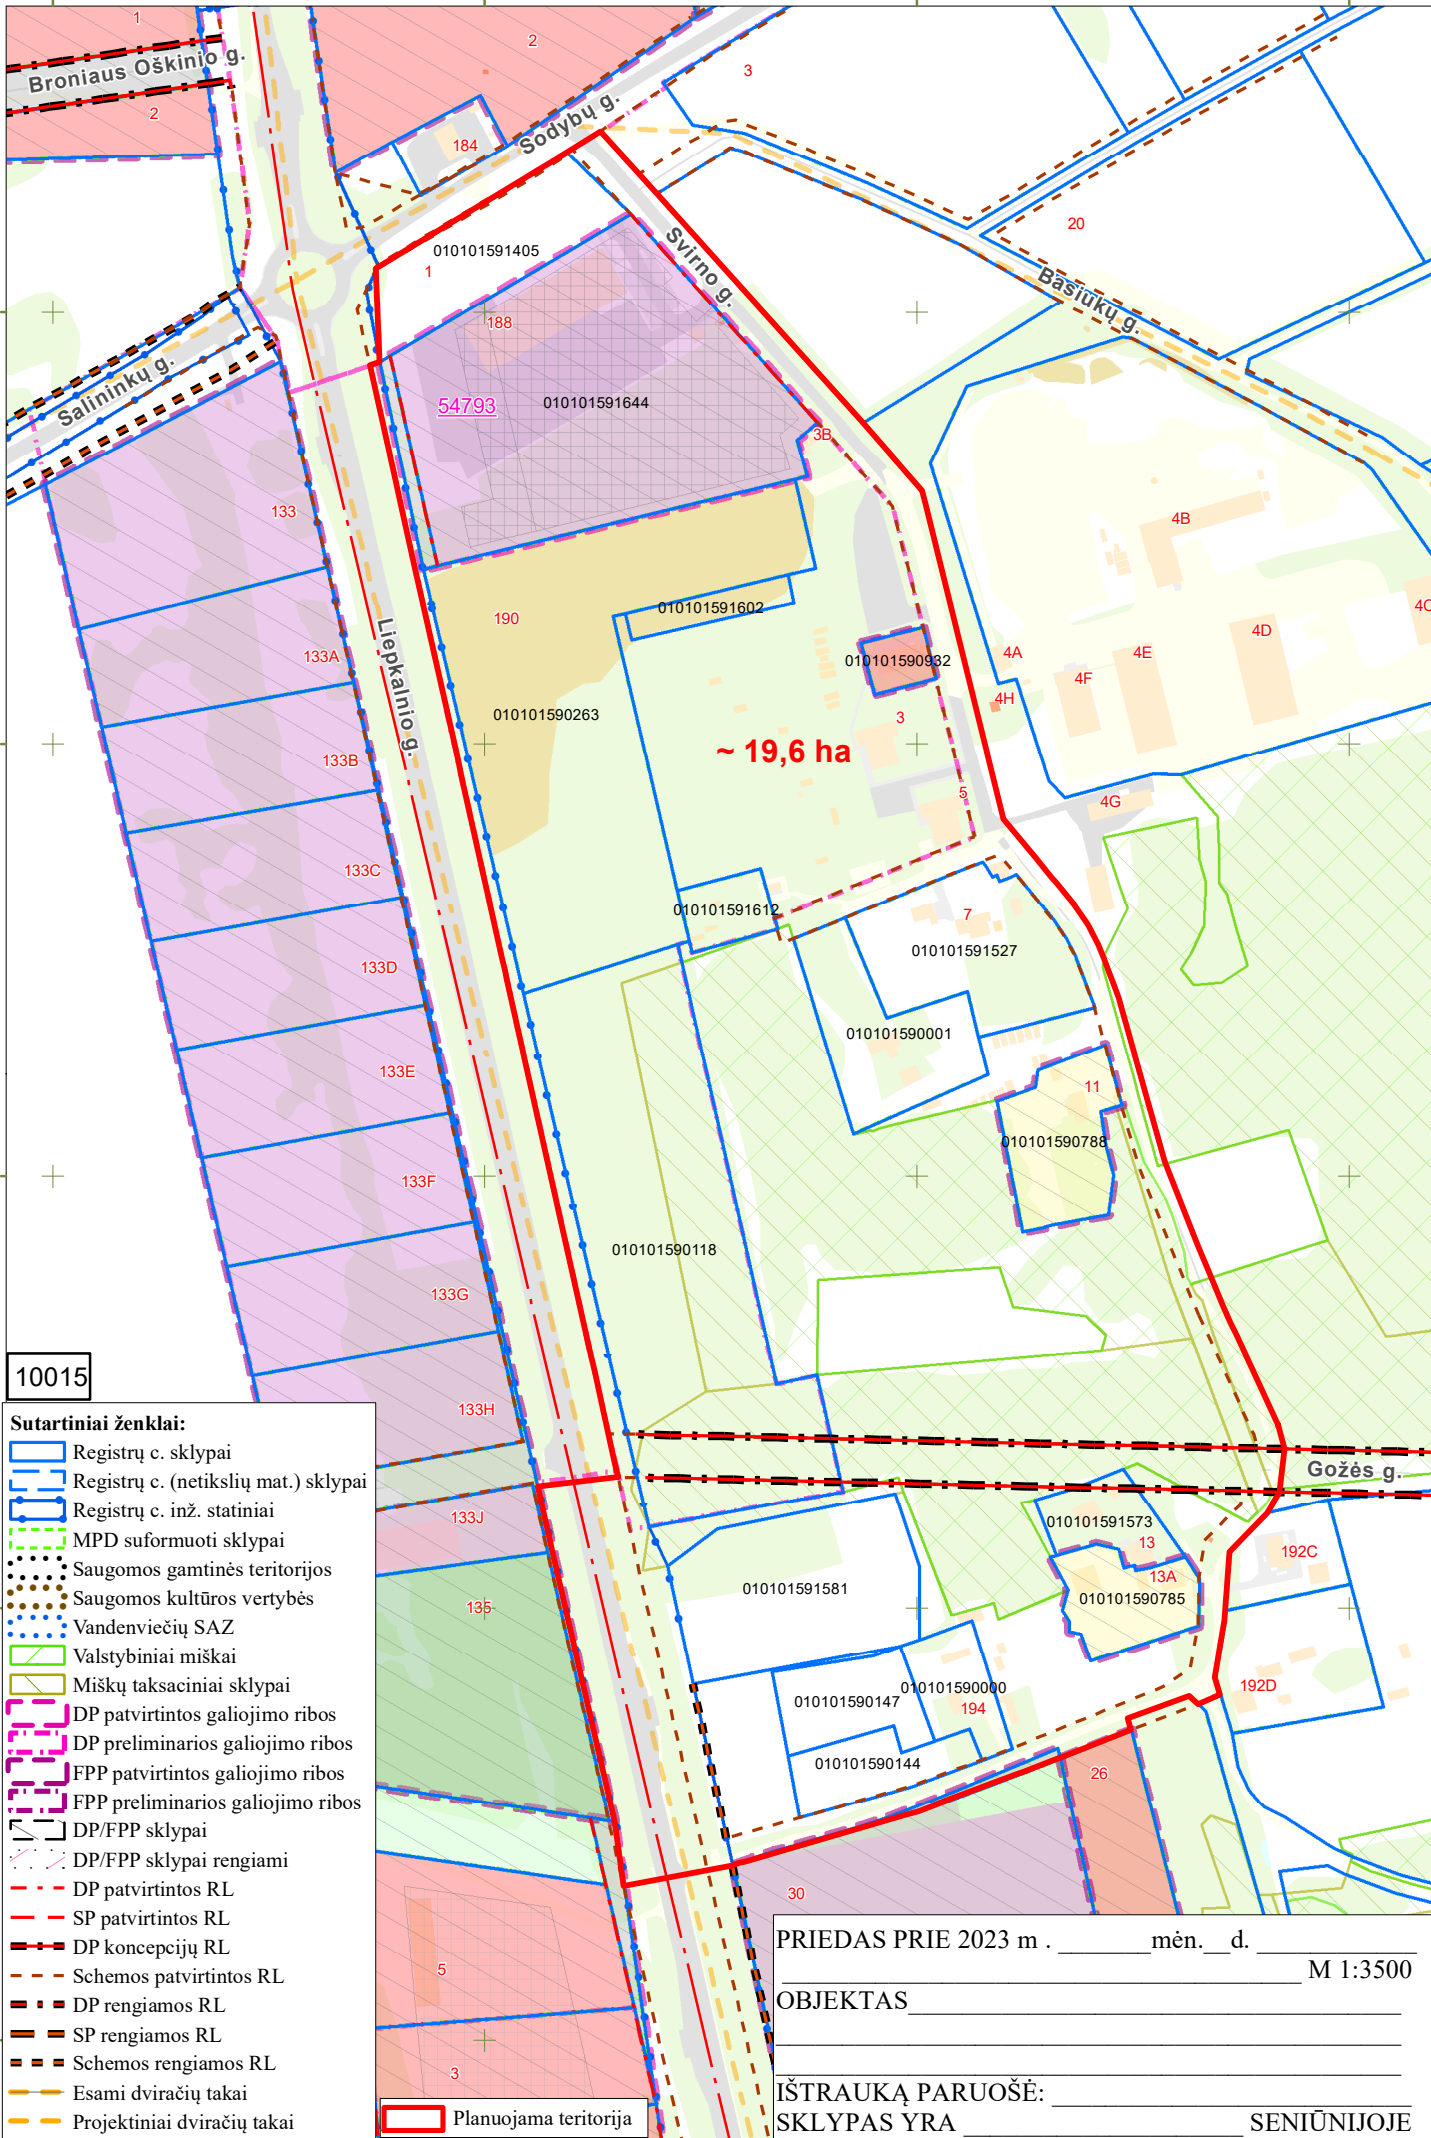 1
2
Broniaus Oškinio g.
2
3
184
Sodybų g.
20
010101591405
1
Svirno g.
Basiukų g.
188
Salininkų g.
54793
010101591644
3B
133
4B
190
010101591602
4C
4D
133A
010101590932
4A
4E
4F
4H
Liepkalnio g.
010101590263
3
~ 19,6 ha
133B
5
4G
133C
010101591612
7
010101591527
133D
010101590001
133E
11
010101590788
133F
010101590118
133G
10015
133H
Gožės g.
133J
010101591573
13
192C
13A
010101591581
010101590785
135
192D
010101590000
010101590147
194
010101590144
26
30
5
3
Sutartiniai ženklai:
Registrų c. sklypai
Registrų c. (netikslių mat.) sklypai
Registrų c. inž. statiniai
MPD suformuoti sklypai
Saugomos gamtinės teritorijos
Saugomos kultūros vertybės
Vandenviečių SAZ
Valstybiniai miškai
Miškų taksaciniai sklypai
DP patvirtintos galiojimo ribos
DP preliminarios galiojimo ribos
FPP patvirtintos galiojimo ribos
FPP preliminarios galiojimo ribos
DP/FPP sklypai
DP/FPP sklypai rengiami
DP patvirtintos RL
SP patvirtintos RL
DP koncepcijų RL
Schemos patvirtintos RL
DP rengiamos RL
SP rengiamos RL
Schemos rengiamos RL
Esami dviračių takai
Projektiniai dviračių takai
Planuojama teritorija
PRIEDAS PRIE 2023 m . _______mėn.__d. ____________
_______________________________________ M 1:3500
OBJEKTAS_____________________________________
IŠTRAUKĄ PARUOŠĖ: ___________________________
SKLYPAS YRA _____________________ SENIŪNIJOJE